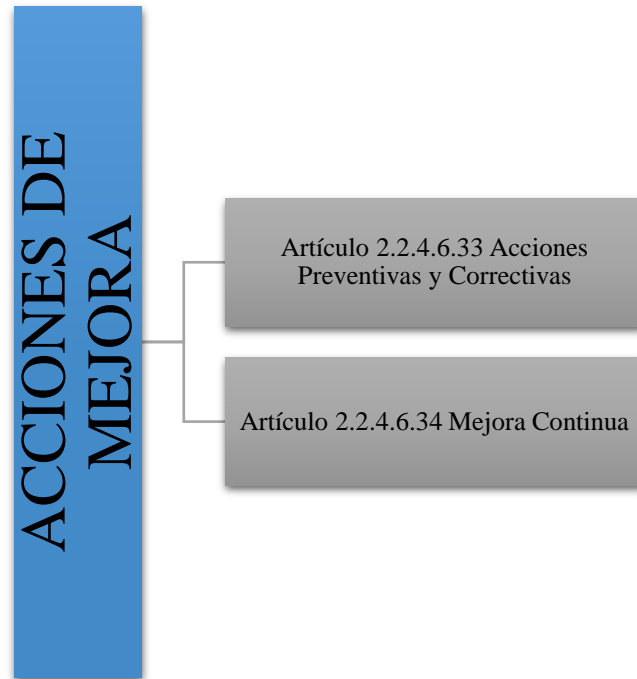 ACCIONES DE
MEJORA
Artículo 2.2.4.6.33 Acciones
Preventivas y Correctivas
Artículo 2.2.4.6.34 Mejora Continua